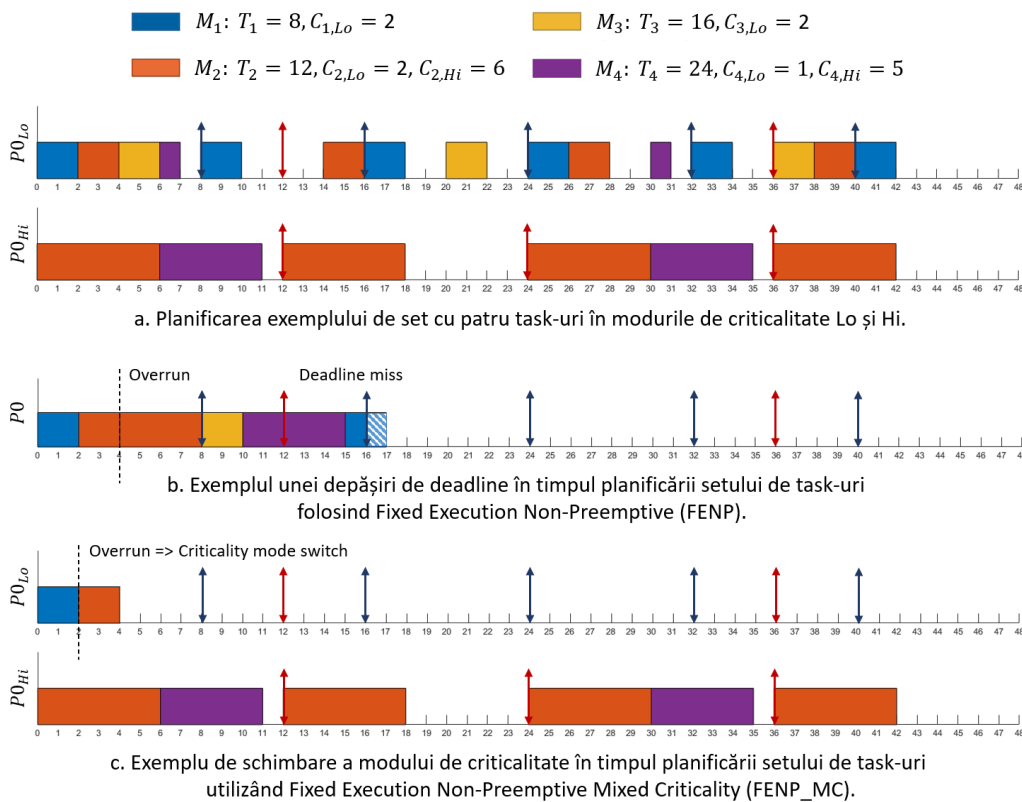 M₁: T₁ = 8, C₁,Lo = 2
M₃: T₃ = 16, C₃,Lo = 2
M₂: T₂ = 12, C₂,Lo = 2, C₂,Hi = 6
M₄: T₄ = 24, C₄,Lo = 1, C₄,Hi = 5
P0Lo
0 1 2 3 4 5 6 7 8 9 10 11 12 13 14 15 16 17 18 19 20 21 22 23 24 25 26 27 28 29 30 31 32 33 34 35 36 37 38 39 40 41 42 43 44 45 46 47 48
P0Hi
0 1 2 3 4 5 6 7 8 9 10 11 12 13 14 15 16 17 18 19 20 21 22 23 24 25 26 27 28 29 30 31 32 33 34 35 36 37 38 39 40 41 42 43 44 45 46 47 48
a. Planificarea exemplului de set cu patru task-uri în modurile de criticalitate Lo și Hi.
Overrun
Deadline miss
P0
0 1 2 3 4 5 6 7 8 9 10 11 12 13 14 15 16 17 18 19 20 21 22 23 24 25 26 27 28 29 30 31 32 33 34 35 36 37 38 39 40 41 42 43 44 45 46 47 48
b. Exemplul unei depășiri de deadline în timpul planificării setului de task-uri
folosind Fixed Execution Non-Preemptive (FENP).
Overrun => Criticality mode switch
P0Lo
0 1 2 3 4 5 6 7 8 9 10 11 12 13 14 15 16 17 18 19 20 21 22 23 24 25 26 27 28 29 30 31 32 33 34 35 36 37 38 39 40 41 42 43 44 45 46 47 48
P0Hi
0 1 2 3 4 5 6 7 8 9 10 11 12 13 14 15 16 17 18 19 20 21 22 23 24 25 26 27 28 29 30 31 32 33 34 35 36 37 38 39 40 41 42 43 44 45 46 47 48
c. Exemplu de schimbare a modului de criticalitate în timpul planificării setului de task-uri
utilizând Fixed Execution Non-Preemptive Mixed Criticality (FENP_MC).